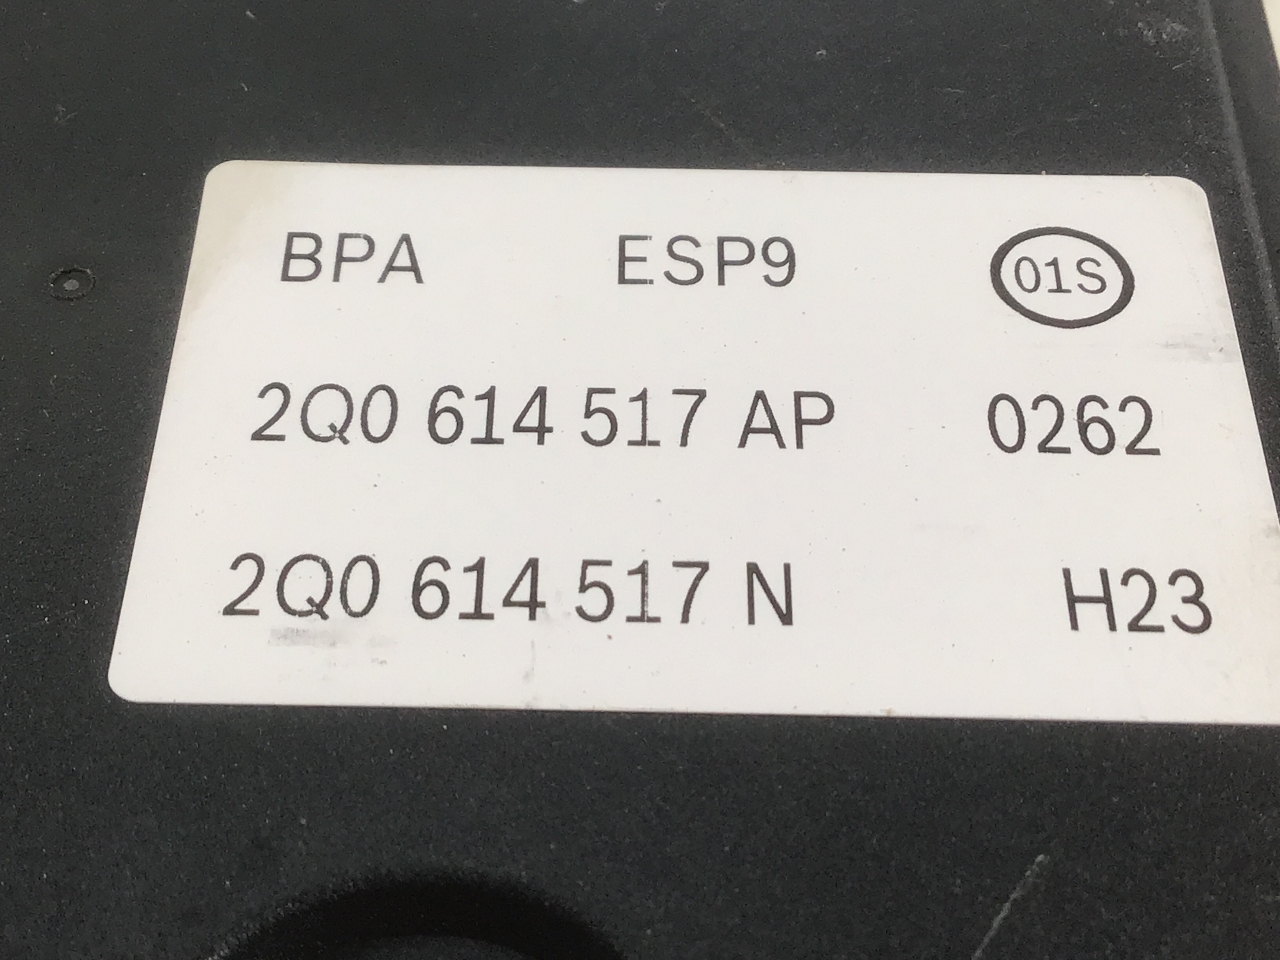 BPA ESP9 01S
2Q0 614 517 AP 0262
2Q0 614 517 N H23